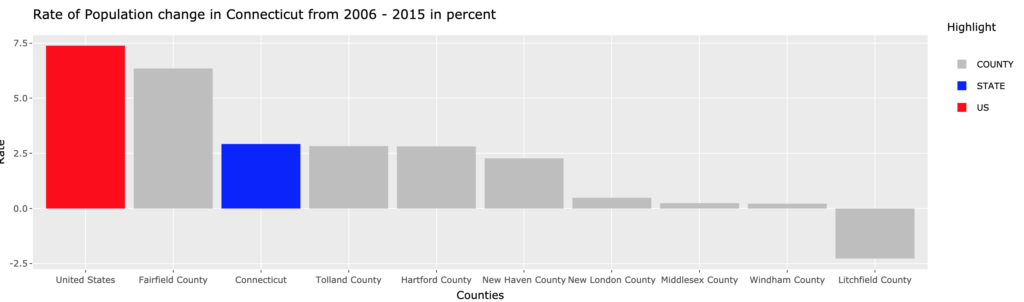 Rate of Population change in Connecticut from 2006 - 2015 in percent
Highlight
COUNTY
STATE
US
7.5
5.0
2.5
0.0
-2.5
Rate
United States Fairfield County Connecticut Tolland County Hartford County New Haven County New London County Middlesex County Windham County Litchfield County
Counties